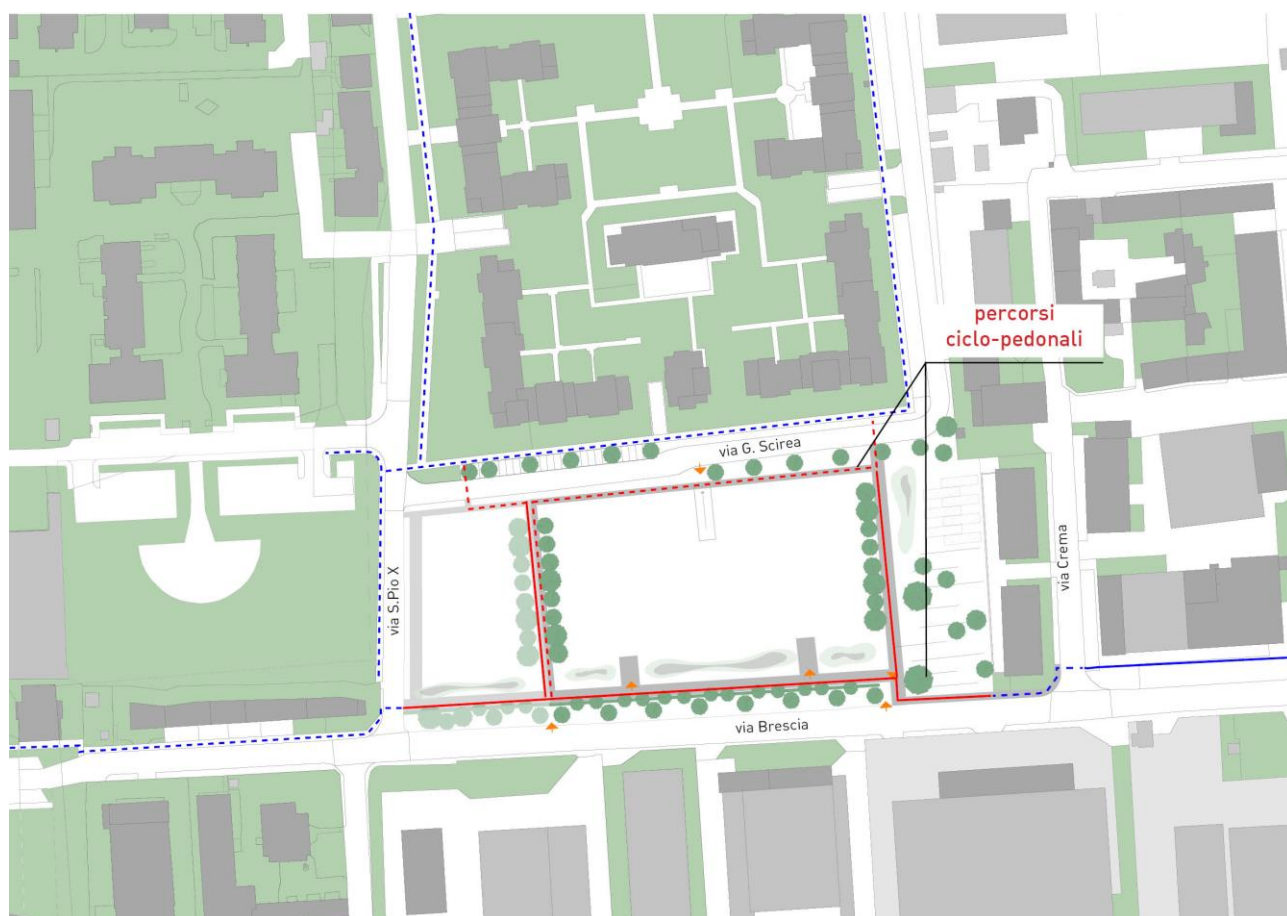 percorsi
ciclo-pedonali
via G. Scirea
via S.Pio X
via Crema
via Brescia